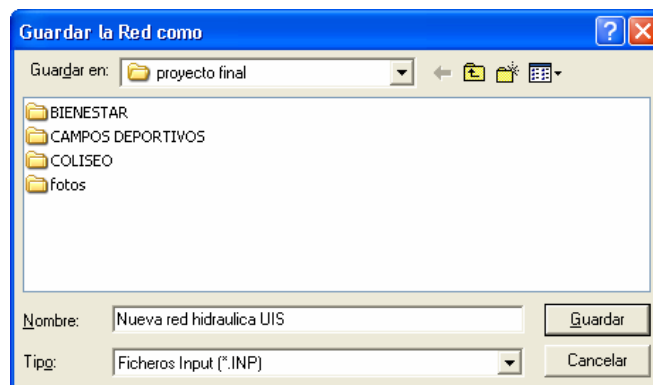 Guardar la Red como
Guardar en: proyecto final
BIENESTAR
CAMPOS DEPORTIVOS
COLISEO
fotos
Nombre: Nueva red hidraulica UIS Guardar
Tipo: Ficheros Input (*.INP) Cancelar